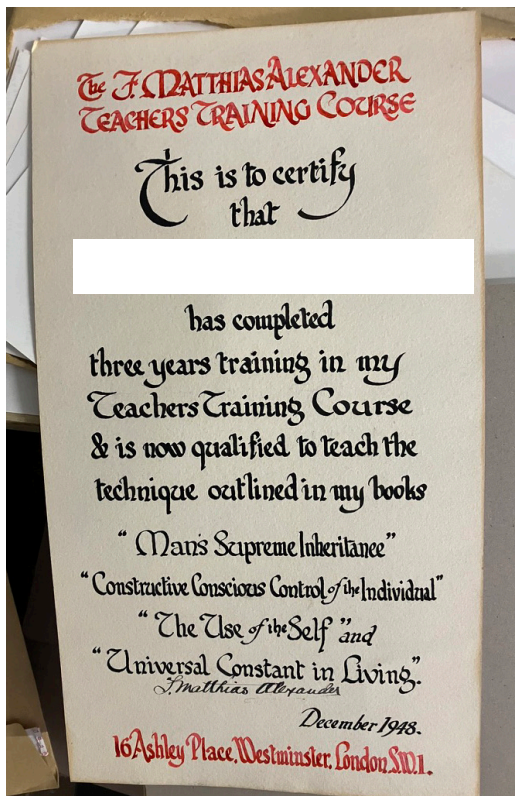 The F. MATTHIAS ALEXANDER
TEACHERS TRAINING COURSE
This is to certify
that
has completed
three years training in my
Teachers Training Course
& is now qualified to teach the
technique outlined in my books
“Man's Supreme Inheritance”
“Constructive Conscious Control of the Individual”
“The Use of the Self” and
“Universal Constant in Living”.
F. Matthias Alexander
December 1948.
16 Ashley Place, Westminster, London S.W.1.